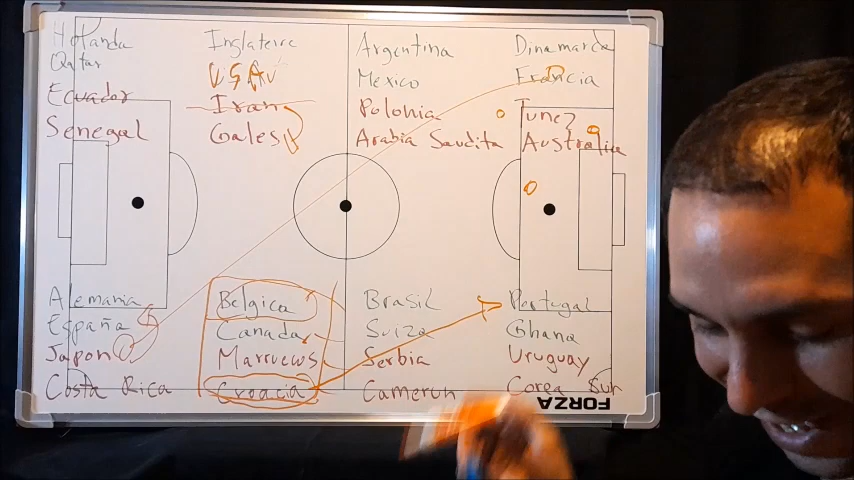 Holanda
Qatar
Ecuador
Senegal
Inglaterra
USA
Iran
Gales
Argentina
Mexico
Polonia
Arabia Saudita
Dinamarca
Francia
Tunez
Australia
Alemania
España
Japon
Costa Rica
Belgica
Canada
Marruecos
Croacia
Brasil
Suiza
Serbia
Camerun
Portugal
Ghana
Uruguay
Corea Sur
FORZA